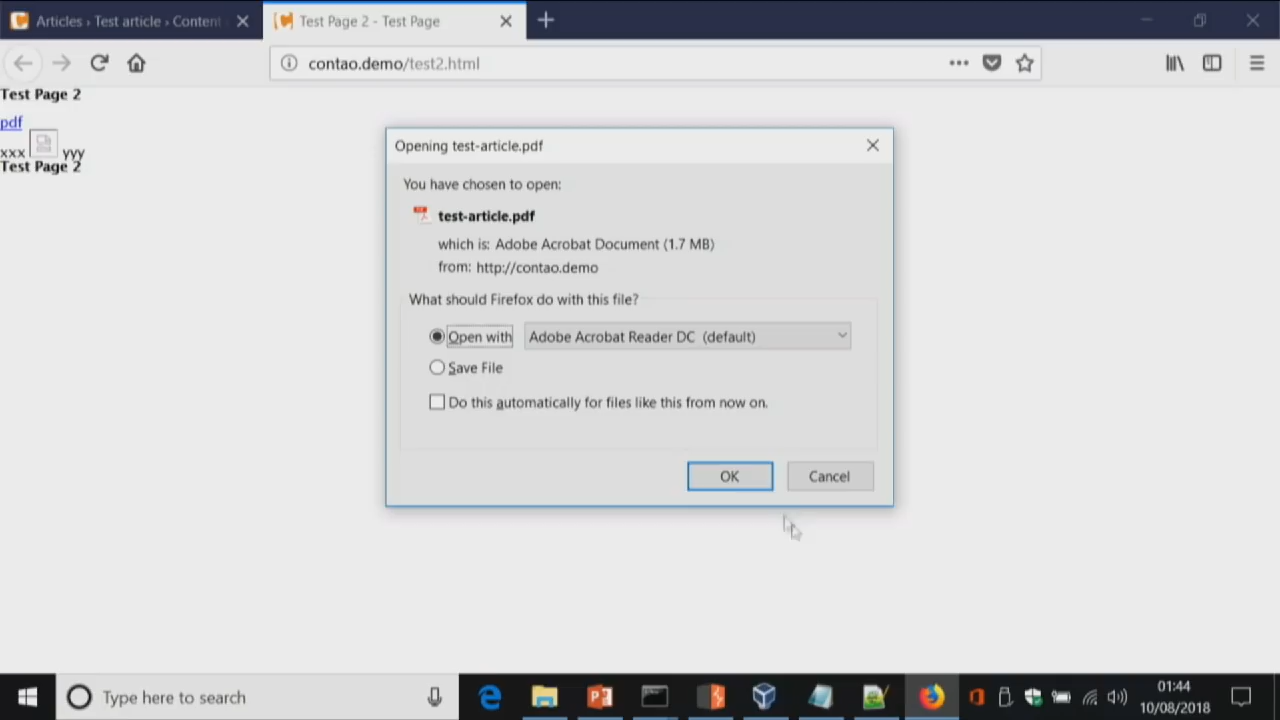 Articles › Test article › Content
Test Page 2 - Test Page
contao.demo/test2.html
Test Page 2
pdf
xxx yyy
Test Page 2
Opening test-article.pdf
You have chosen to open:
test-article.pdf
which is: Adobe Acrobat Document (1.7 MB)
from: http://contao.demo
What should Firefox do with this file?
Open with Adobe Acrobat Reader DC (default)
Save File
Do this automatically for files like this from now on.
OK Cancel
Type here to search
01:44
10/08/2018